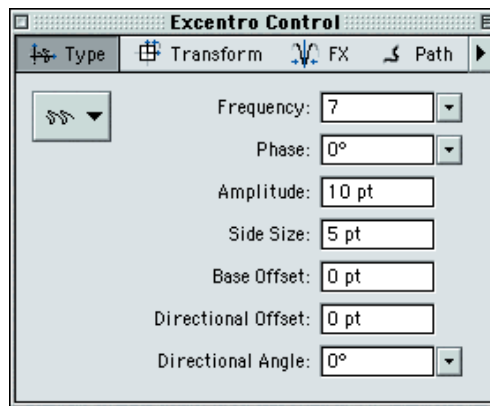 Excentro Control
Type Transform FX Path
Frequency: 7
Phase: 0°
Amplitude: 10 pt
Side Size: 5 pt
Base Offset: 0 pt
Directional Offset: 0 pt
Directional Angle: 0°